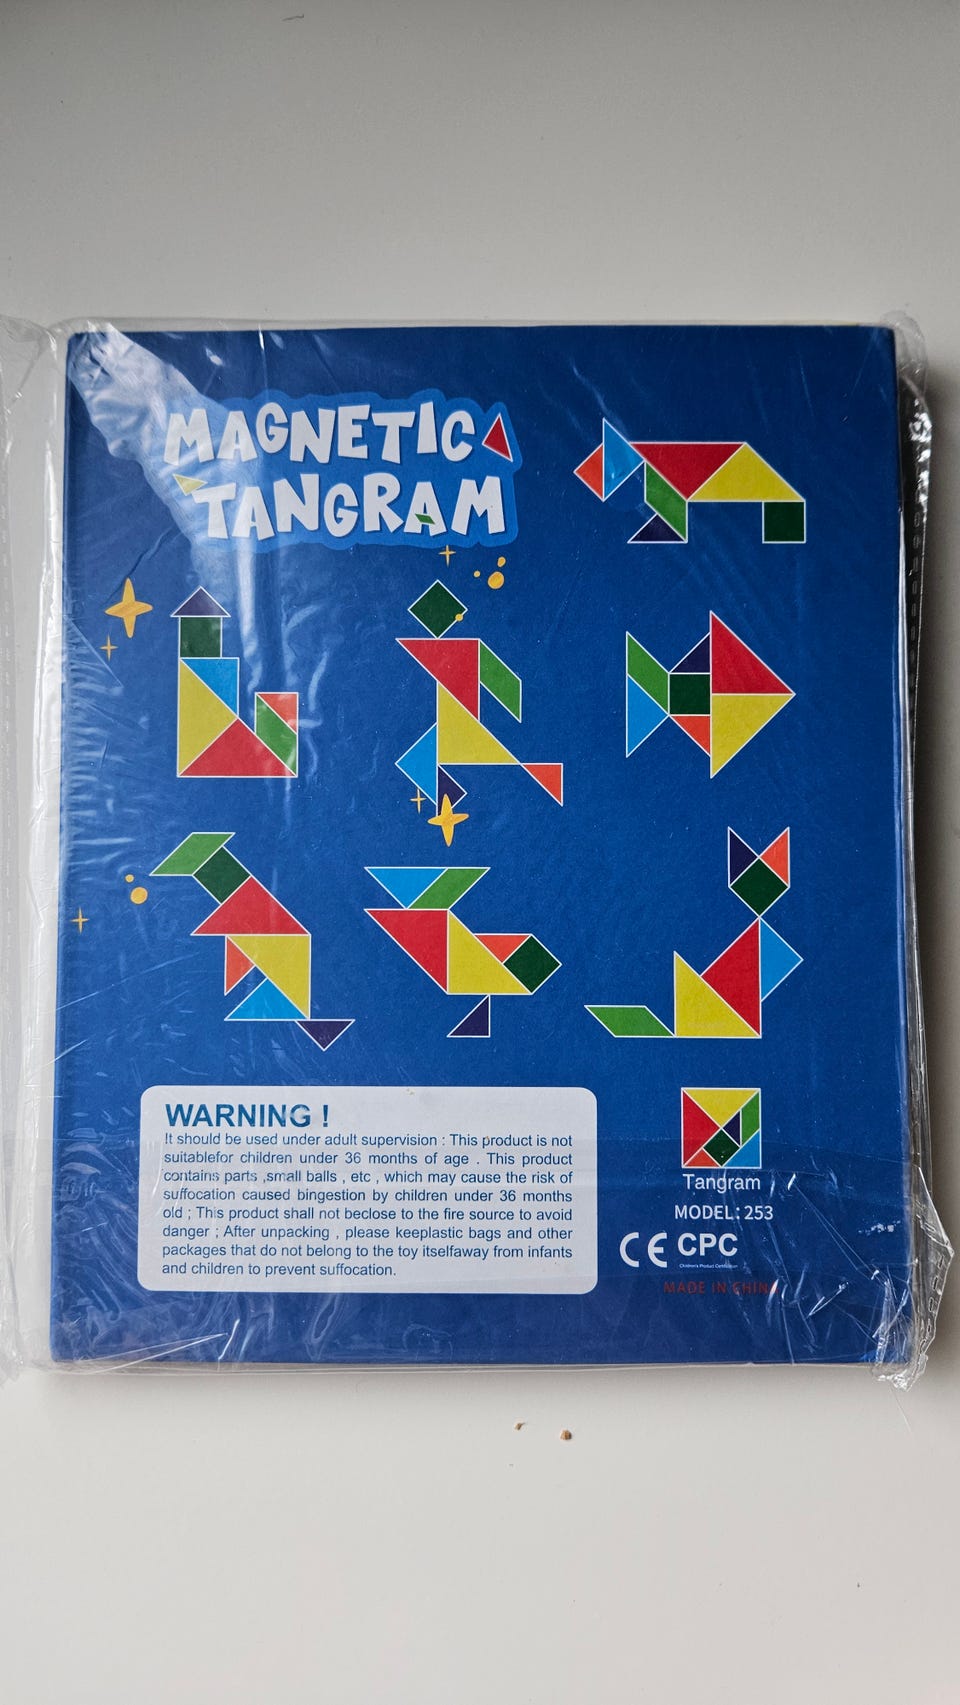 MAGNETIC
TANGRAM
WARNING !
It should be used under adult supervision : This product is not
suitablefor children under 36 months of age . This product
contains parts ,small balls , etc , which may cause the risk of
suffocation caused bingestion by children under 36 months
old ; This product shall not beclose to the fire source to avoid
danger ; After unpacking , please keeplastic bags and other
packages that do not belong to the toy itselfaway from infants
and children to prevent suffocation.
Tangram
MODEL: 253
CE CPC
Children's Product Certification
MADE IN CHINA